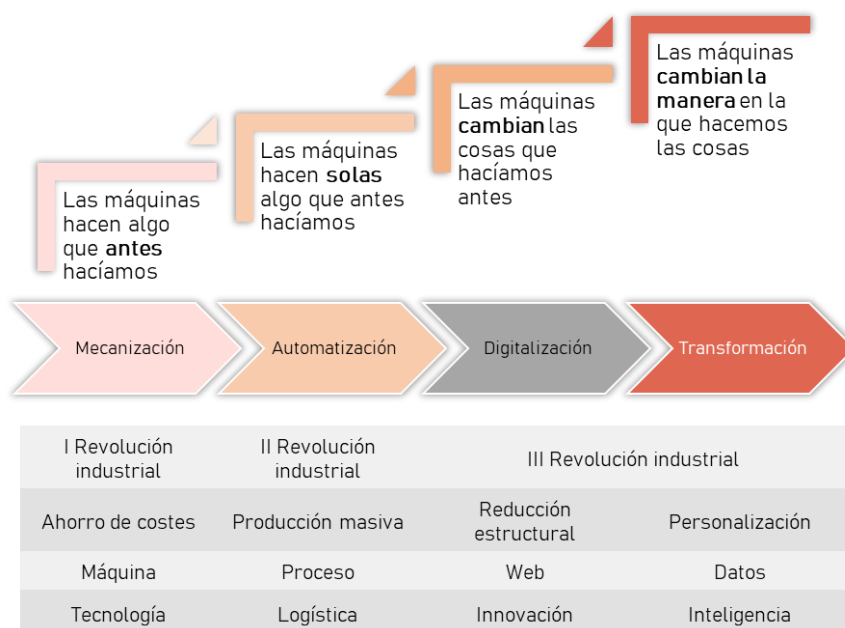 Las máquinas
hacen algo
que antes
hacíamos
Las máquinas
hacen solas
algo que antes
hacíamos
Las máquinas
cambian las
cosas que
hacíamos
antes
Las máquinas
cambian la
manera en la
que hacemos
las cosas
Mecanización
Automatización
Digitalización
Transformación
I Revolución
industrial
II Revolución
industrial
III Revolución industrial
Ahorro de costes
Producción masiva
Reducción
estructural
Personalización
Máquina
Proceso
Web
Datos
Tecnología
Logística
Innovación
Inteligencia